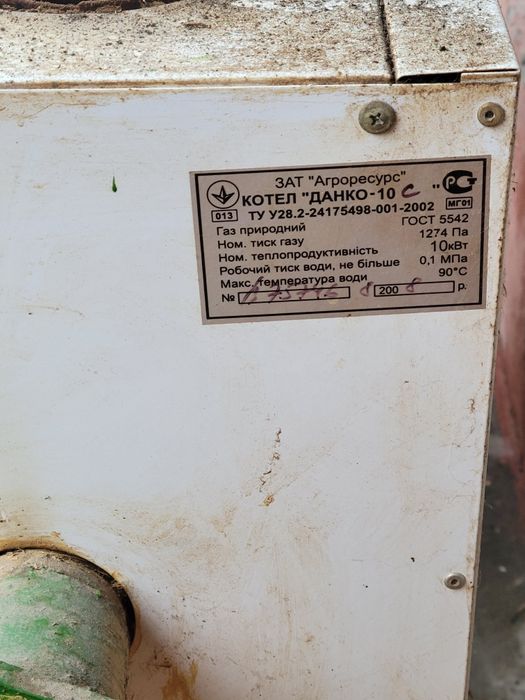 ЗАТ "Агроресурс"
КОТЕЛ "ДАНКО-10 С "
013 ТУ У28.2-24175498-001-2002 МГ01
Газ природний ГОСТ 5542
Ном. тиск газу 1274 Па
Ном. теплопродуктивність 10кВт
Робочий тиск води, не більше 0,1 МПа
Макс. температура води 90°С
№ 8 200 8 р.